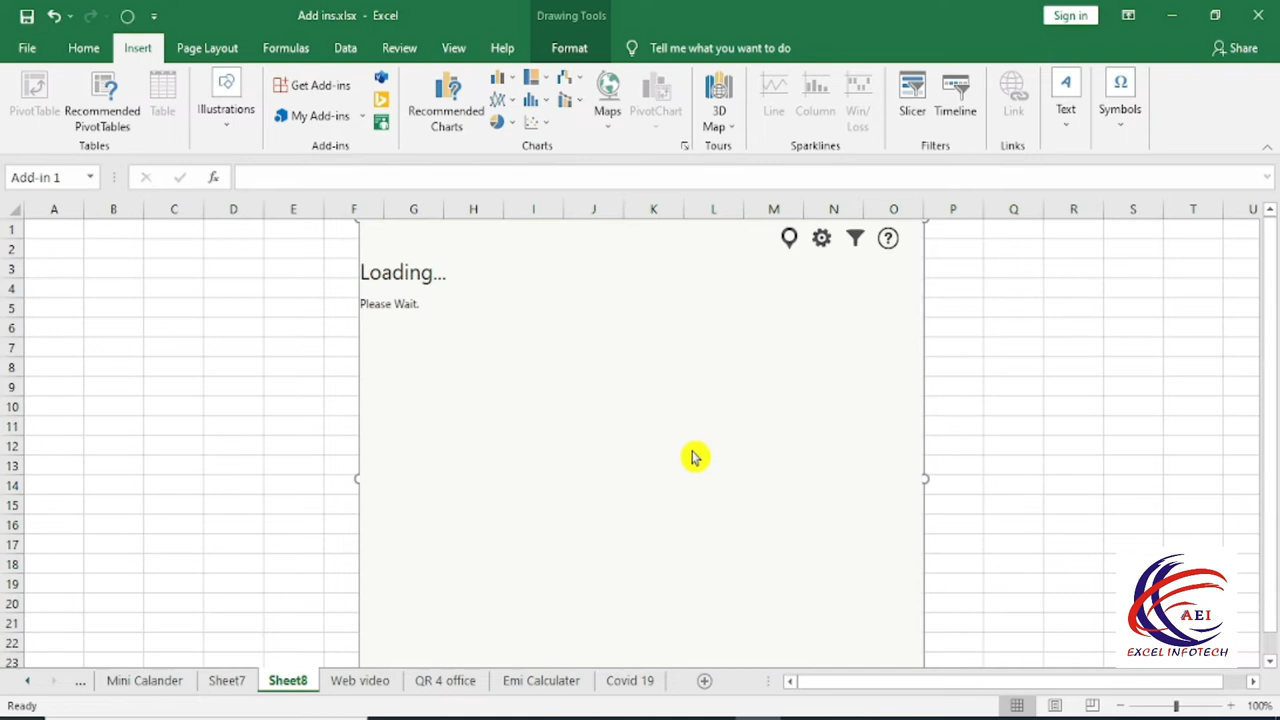 Add ins.xlsx - Excel
Drawing Tools
Sign in
File Home Insert Page Layout Formulas Data Review View Help Format Tell me what you want to do Share
PivotTable
Recommended
PivotTables
Table
Tables
Illustrations
Get Add-ins
My Add-ins
Add-ins
Recommended
Charts
Maps
PivotChart
Charts
3D
Map
Tours
Line
Column
Win/
Loss
Sparklines
Slicer
Timeline
Filters
Link
Links
Text
Symbols
Add-in 1
fx
A B C D E F G H I J K L M N O P Q R S T U
1
2
3
4
5
6
7
8
9
10
11
12
13
14
15
16
17
18
19
20
21
22
23
Loading...
Please Wait.
AEI
EXCEL INFOTECH
... Mini Calander Sheet7 Sheet8 Web video QR 4 office Emi Calculater Covid 19
Ready
100%